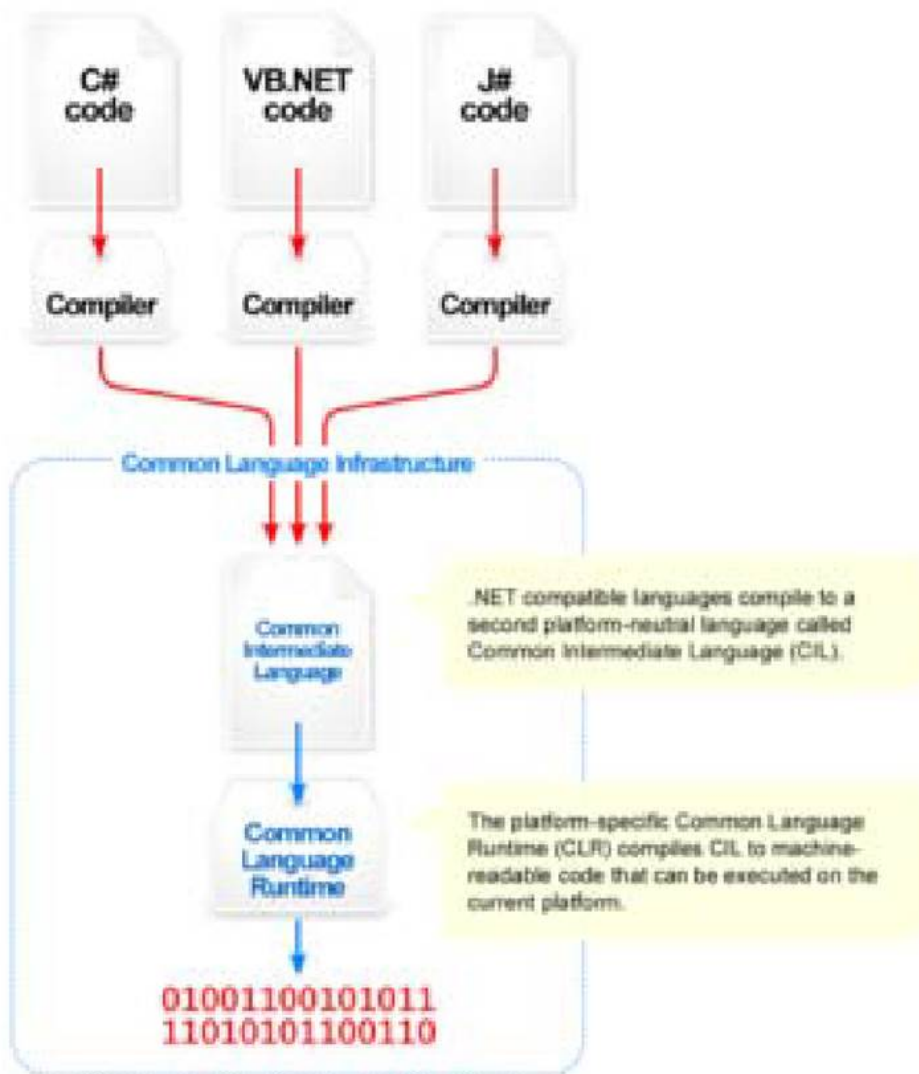 C#
code
VB.NET
code
J#
code
Compiler
Compiler
Compiler
Common Language Infrastructure
Common
Intermediate
Language
.NET compatible languages compile to a
second platform-neutral language called
Common Intermediate Language (CIL).
Common
Language
Runtime
The platform-specific Common Language
Runtime (CLR) compiles CIL to machine-
readable code that can be executed on the
current platform.
01001100101011
11010101100110